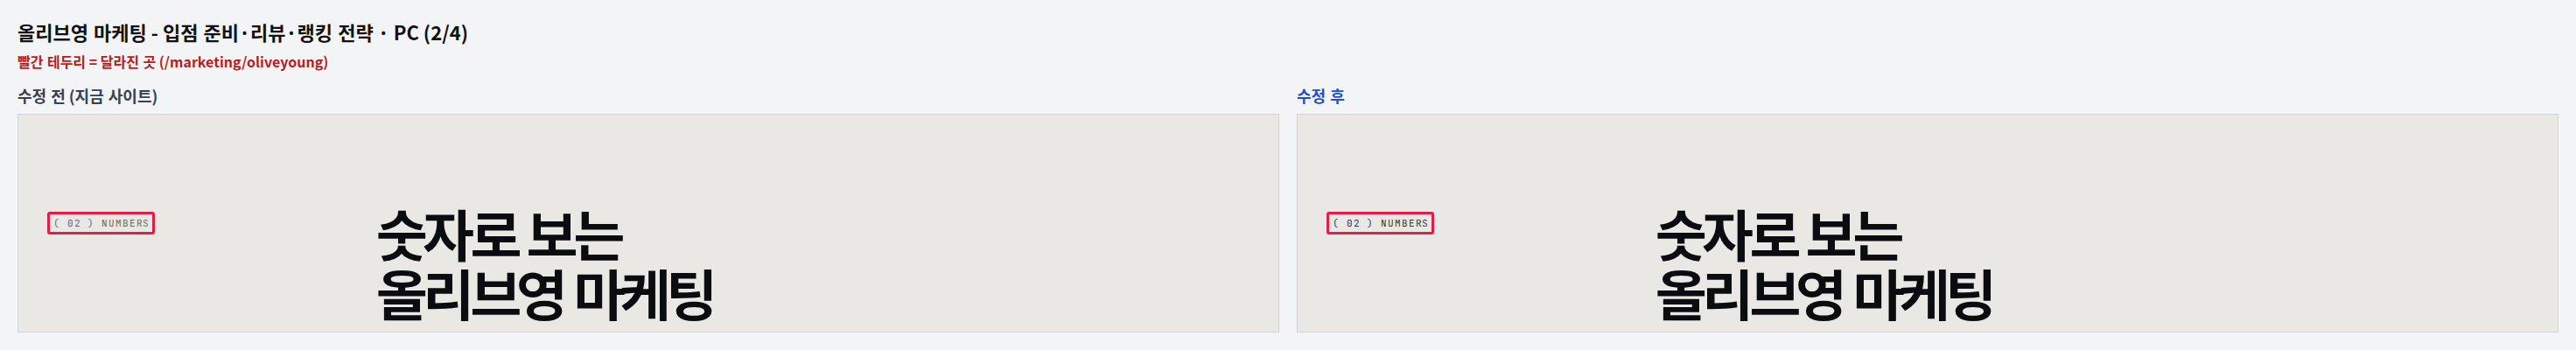 올리브영 마케팅 - 입점 준비·리뷰·랭킹 전략 · PC (2/4)
빨간 테두리 = 달라진 곳 (/marketing/oliveyoung)
수정 전 (지금 사이트)
( 02 ) NUMBERS
숫자로 보는
올리브영 마케팅
수정 후
( 02 ) NUMBERS
숫자로 보는
올리브영 마케팅